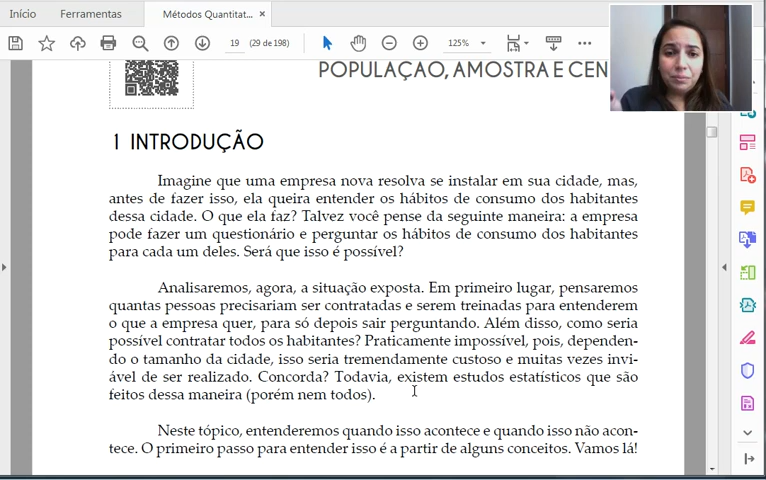 Início Ferramentas Métodos Quantitat... ×
19 (29 de 198) 125%
POPULAÇÃO, AMOSTRA E CEN
1 INTRODUÇÃO
Imagine que uma empresa nova resolva se instalar em sua cidade, mas,
antes de fazer isso, ela queira entender os hábitos de consumo dos habitantes
dessa cidade. O que ela faz? Talvez você pense da seguinte maneira: a empresa
pode fazer um questionário e perguntar os hábitos de consumo dos habitantes
para cada um deles. Será que isso é possível?
Analisaremos, agora, a situação exposta. Em primeiro lugar, pensaremos
quantas pessoas precisariam ser contratadas e serem treinadas para entenderem
o que a empresa quer, para só depois sair perguntando. Além disso, como seria
possível contratar todos os habitantes? Praticamente impossível, pois, dependen-
do o tamanho da cidade, isso seria tremendamente custoso e muitas vezes invi-
ável de ser realizado. Concorda? Todavia, existem estudos estatísticos que são
feitos dessa maneira (porém nem todos).
Neste tópico, entenderemos quando isso acontece e quando isso não acon-
tece. O primeiro passo para entender isso é a partir de alguns conceitos. Vamos lá!